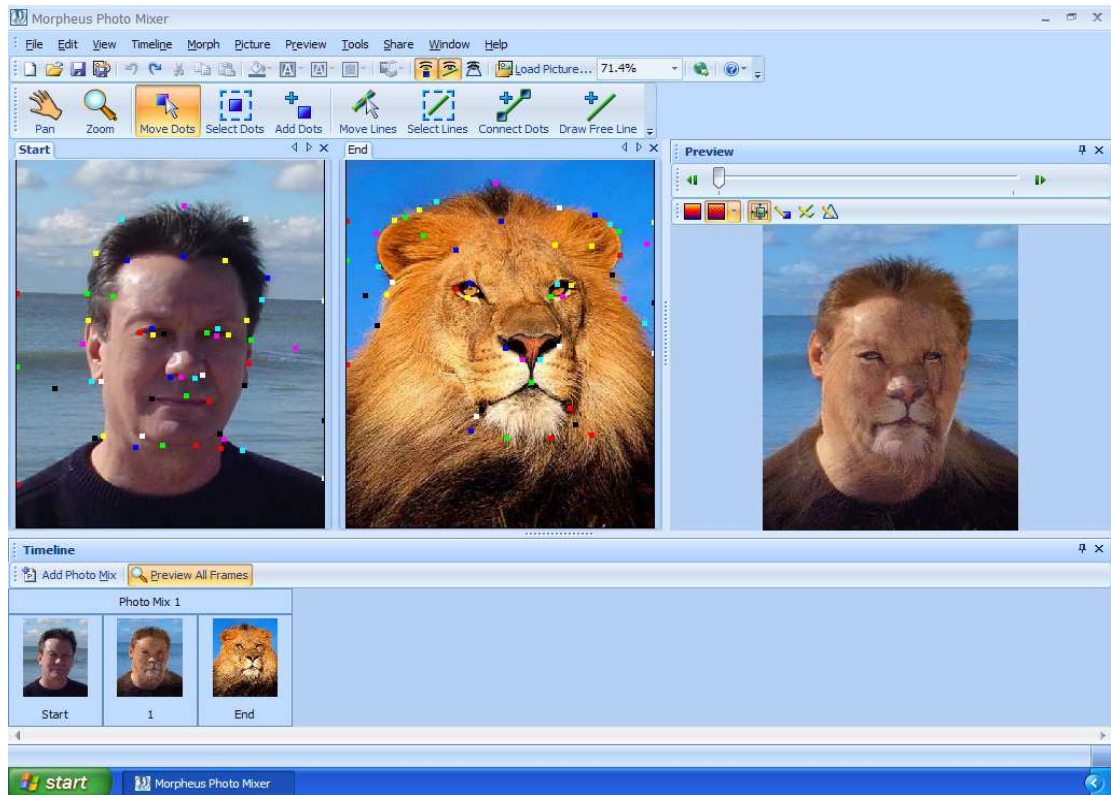 Morpheus Photo Mixer
File Edit View Timeline Morph Picture Preview Tools Share Window Help
Load Picture... 71.4%
Pan Zoom Move Dots Select Dots Add Dots Move Lines Select Lines Connect Dots Draw Free Line
Start
End
Preview
Timeline
Add Photo Mix Preview All Frames
Photo Mix 1
Start 1 End
start Morpheus Photo Mixer